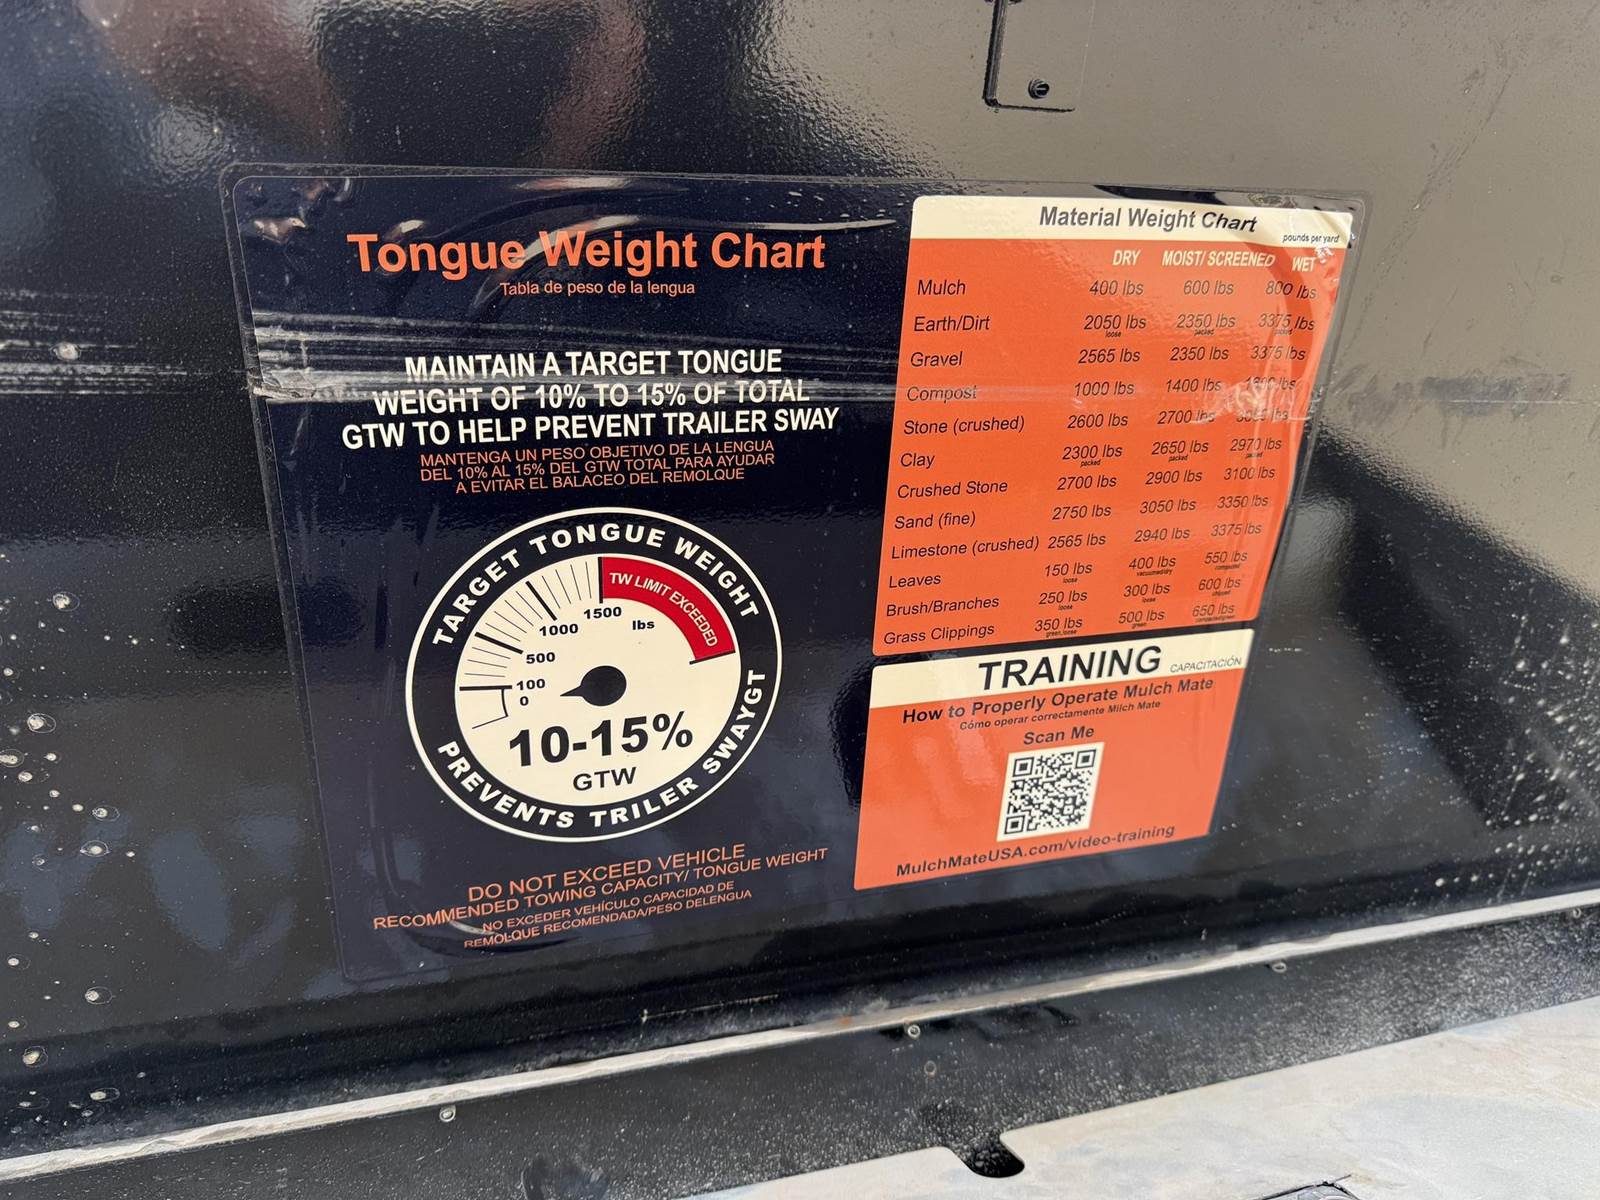 Tongue Weight Chart
Tabla de peso de la lengua
MAINTAIN A TARGET TONGUE
WEIGHT OF 10% TO 15% OF TOTAL
GTW TO HELP PREVENT TRAILER SWAY
MANTENGA UN PESO OBJETIVO DE LA LENGUA
DEL 10% AL 15% DEL GTW TOTAL PARA AYUDAR
A EVITAR EL BALACEO DEL REMOLQUE
TARGET TONGUE WEIGHT
TW LIMIT EXCEEDED
1500
lbs
1000
500
100
0
10-15%
GTW
PREVENTS TRILER SWAYGT
DO NOT EXCEED VEHICLE
RECOMMENDED TOWING CAPACITY/ TONGUE WEIGHT
NO EXCEDER VEHÍCULO CAPACIDAD DE
REMOLQUE RECOMENDADA/PESO DELENGUA
Material Weight Chart
pounds per yard
DRY MOIST/ SCREENED WET
Mulch 400 lbs 600 lbs 800 lbs
Earth/Dirt 2050 lbs 2350 lbs 3375 lbs
loose packed packed
Gravel 2565 lbs 2350 lbs 3375 lbs
Compost 1000 lbs 1400 lbs lbs
Stone (crushed) 2600 lbs 2700 lbs lbs
Clay 2300 lbs 2650 lbs 2970 lbs
packed packed packed
Crushed Stone 2700 lbs 2900 lbs 3100 lbs
Sand (fine) 2750 lbs 3050 lbs 3350 lbs
Limestone (crushed) 2565 lbs 2940 lbs 3375 lbs
Leaves 150 lbs 400 lbs 550 lbs
loose vacuumed/dry compacted
Brush/Branches 250 lbs 300 lbs 600 lbs
loose loose chipped
Grass Clippings 350 lbs 500 lbs 650 lbs
green, loose green compacted/green
TRAINING CAPACITACIÓN
How to Properly Operate Mulch Mate
Cómo operar correctamente Milch Mate
Scan Me
MulchMateUSA.com/video-training